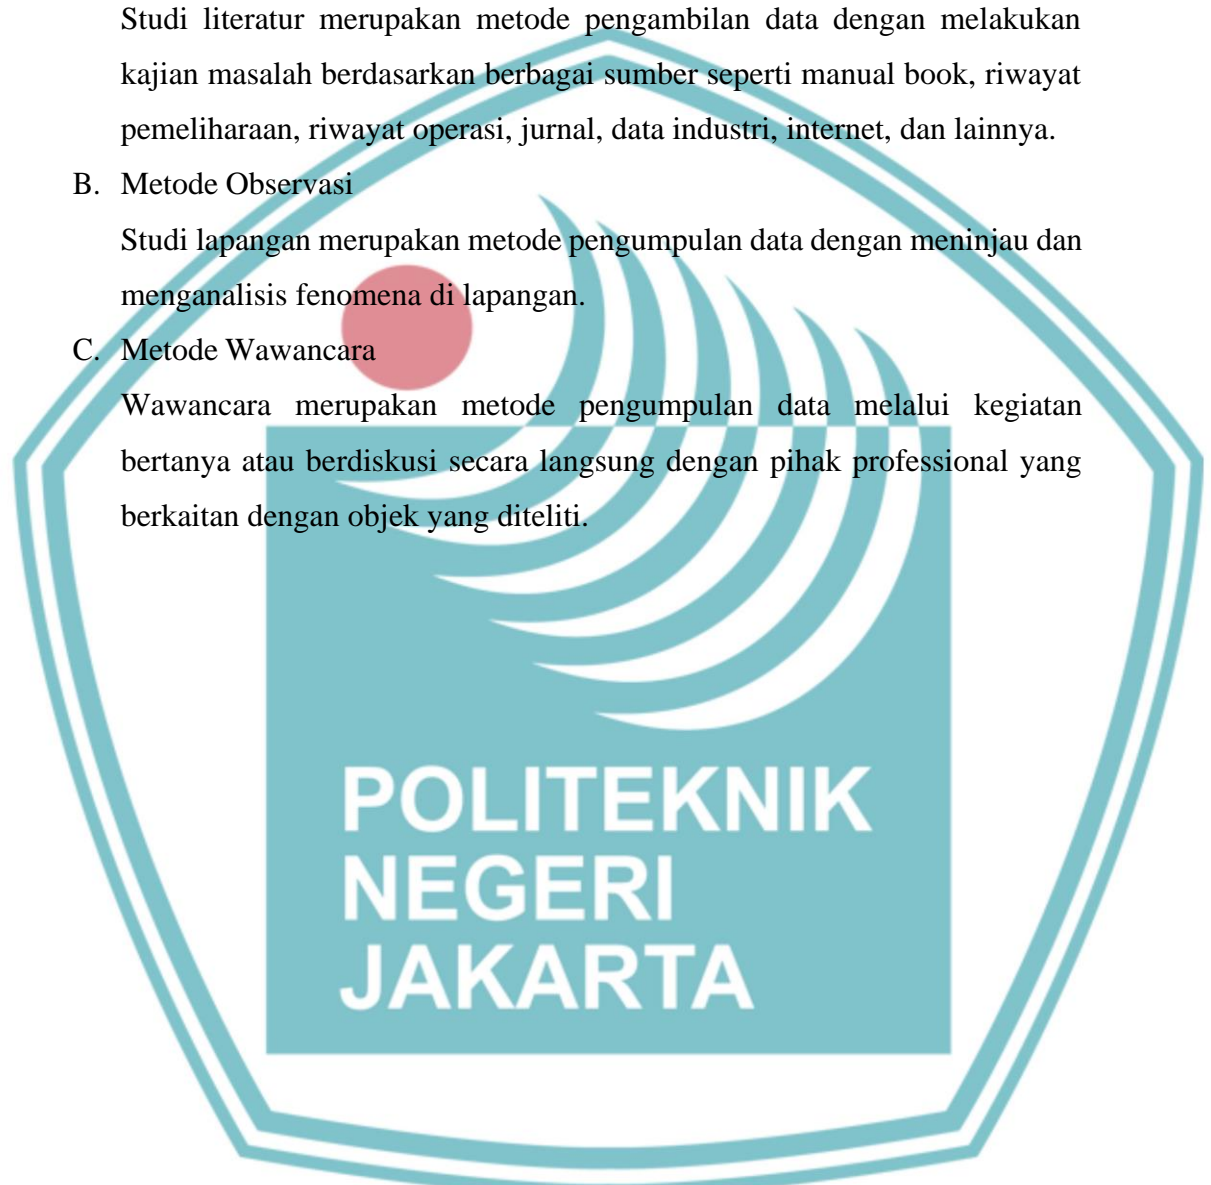 Studi literatur merupakan metode pengambilan data dengan melakukan
kajian masalah berdasarkan berbagai sumber seperti manual book, riwayat
pemeliharaan, riwayat operasi, jurnal, data industri, internet, dan lainnya.
B. Metode Observasi
Studi lapangan merupakan metode pengumpulan data dengan meninjau dan
menganalisis fenomena di lapangan.
C. Metode Wawancara
Wawancara merupakan metode pengumpulan data melalui kegiatan
bertanya atau berdiskusi secara langsung dengan pihak professional yang
berkaitan dengan objek yang diteliti.
POLITEKNIK
NEGERI
JAKARTA